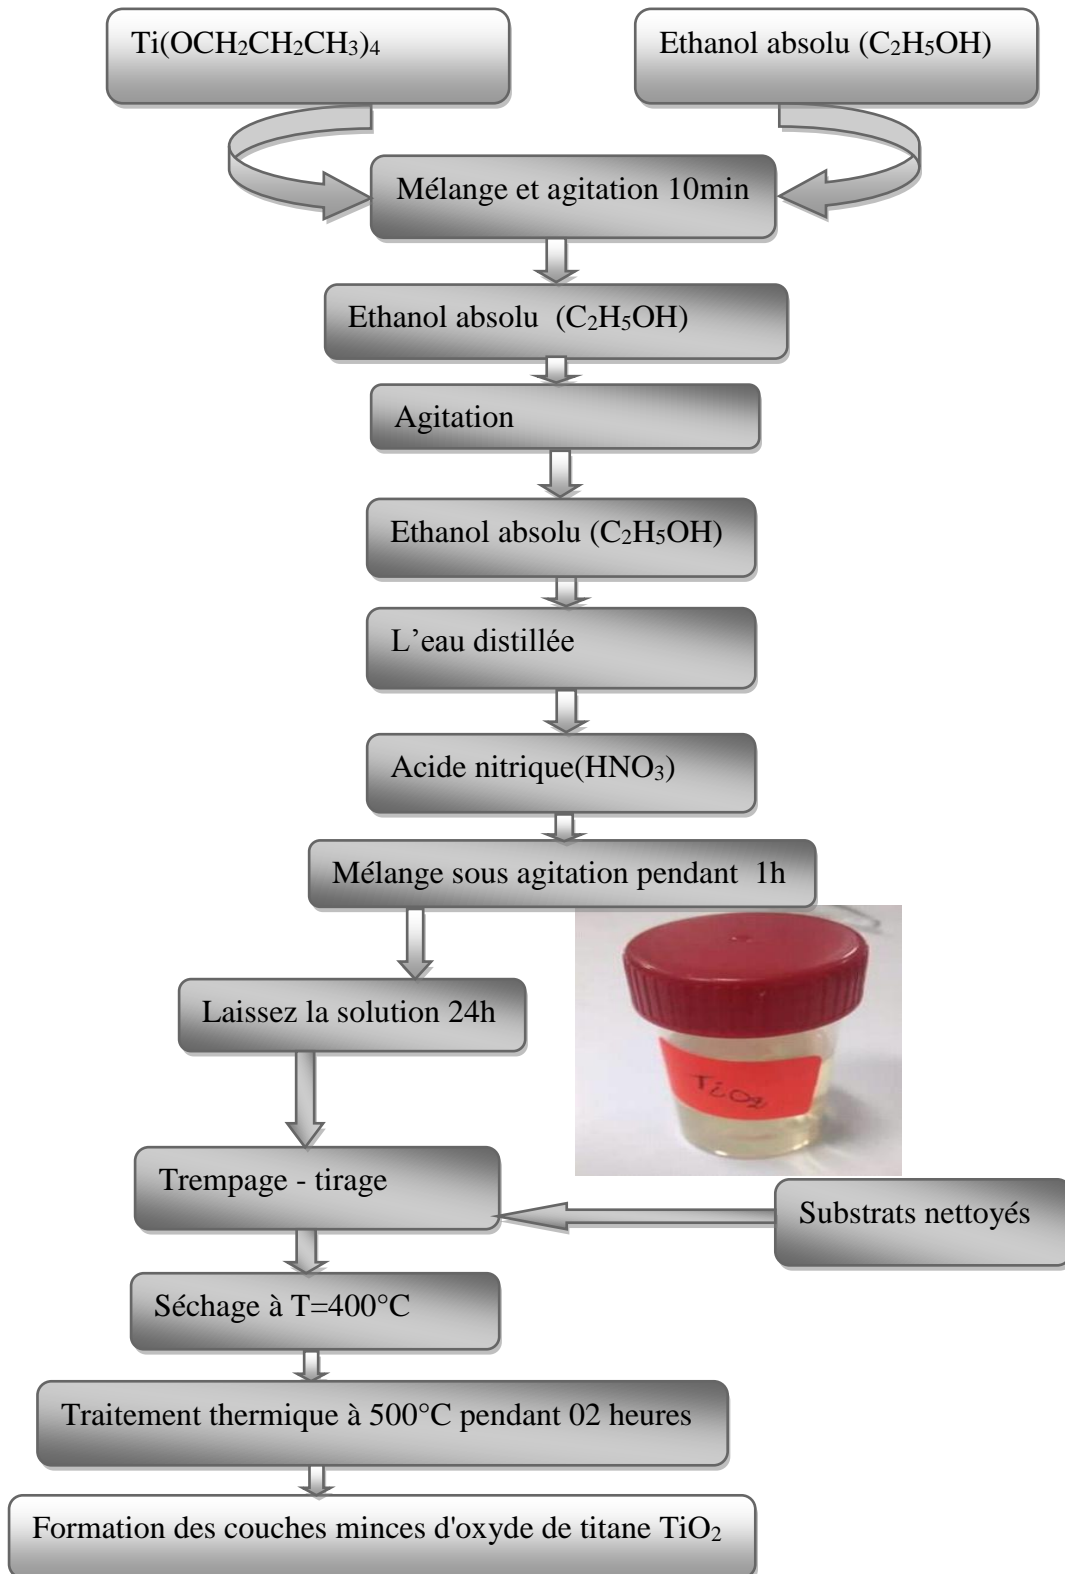 Ti(OCH₂CH₂CH₃)₄
Ethanol absolu (C₂H₅OH)
Mélange et agitation 10min
Ethanol absolu (C₂H₅OH)
Agitation
Ethanol absolu (C₂H₅OH)
L’eau distillée
Acide nitrique(HNO₃)
Mélange sous agitation pendant 1h
Laissez la solution 24h
TiO2
Trempage - tirage
Substrats nettoyés
Séchage à T=400°C
Traitement thermique à 500°C pendant 02 heures
Formation des couches minces d'oxyde de titane TiO₂